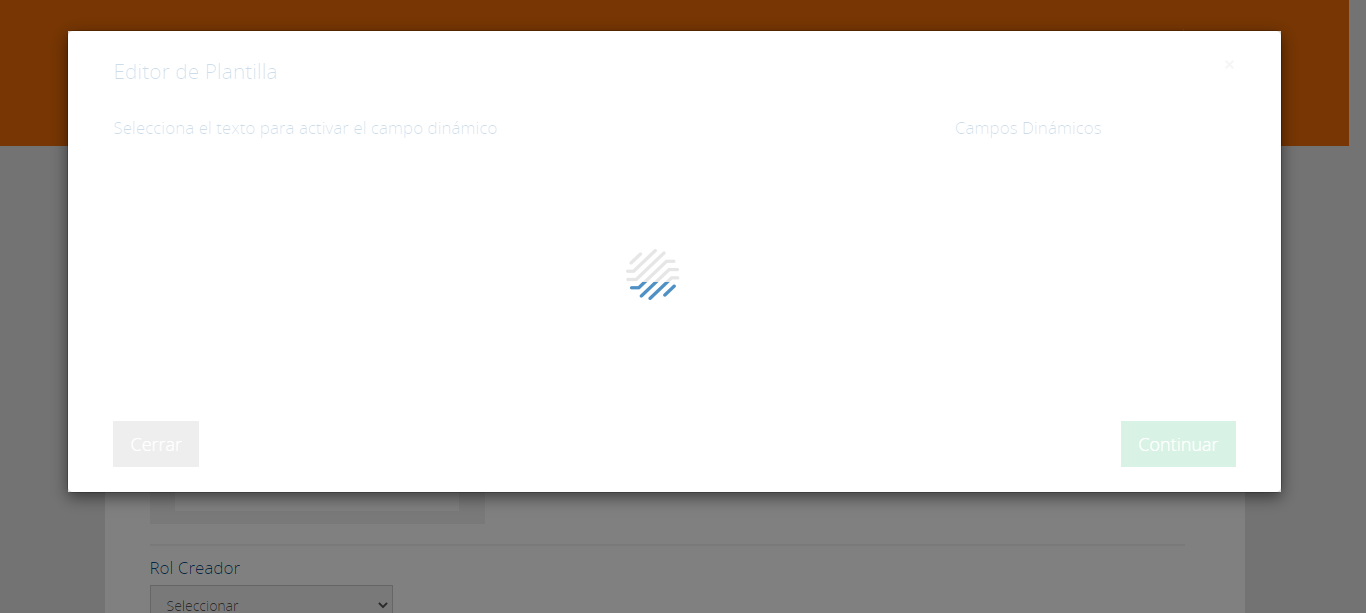 Editor de Plantilla
×
Selecciona el texto para activar el campo dinámico
Campos Dinámicos
Cerrar
Continuar
Rol Creador
Seleccionar